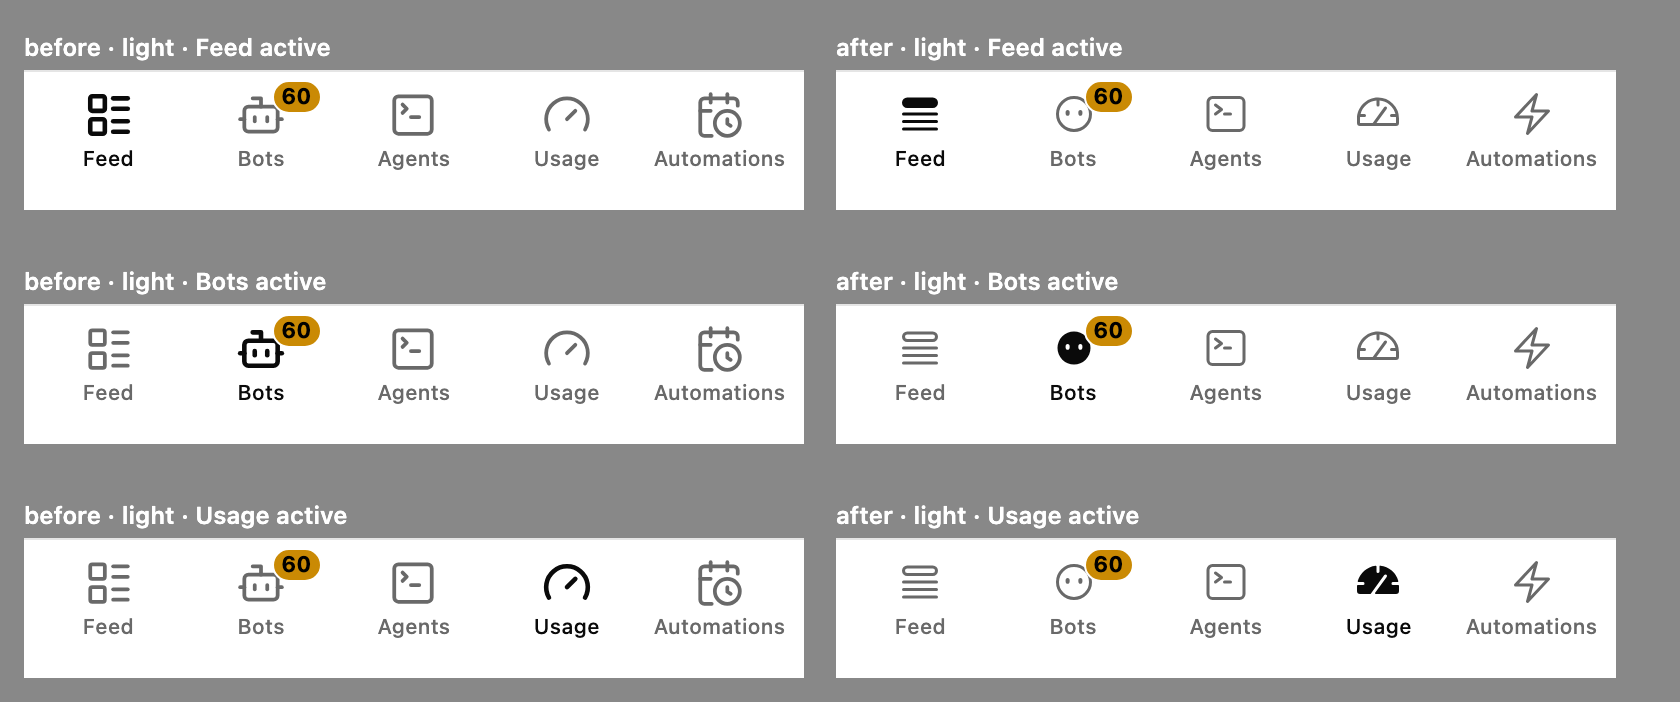 before · light · Feed active
60
Feed Bots Agents Usage Automations
after · light · Feed active
60
Feed Bots Agents Usage Automations
before · light · Bots active
60
Feed Bots Agents Usage Automations
after · light · Bots active
60
Feed Bots Agents Usage Automations
before · light · Usage active
60
Feed Bots Agents Usage Automations
after · light · Usage active
60
Feed Bots Agents Usage Automations